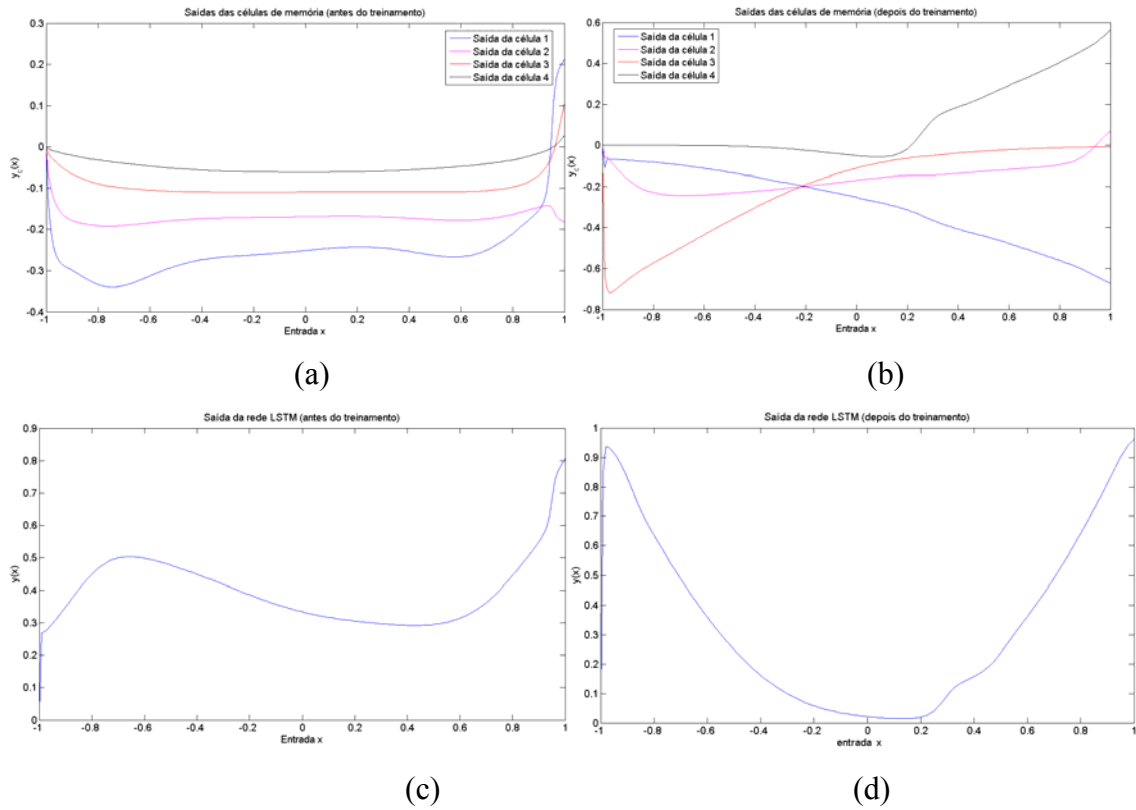 Saídas das células de memória (antes do treinamento)
Saída da célula 1
Saída da célula 2
Saída da célula 3
Saída da célula 4
0.3
0.2
0.1
0
-0.1
-0.2
-0.3
-0.4
y_c(x)
-1 -0.8 -0.6 -0.4 -0.2 0 0.2 0.4 0.6 0.8 1
Entrada x
(a)
Saídas das células de memória (depois do treinamento)
Saída da célula 1
Saída da célula 2
Saída da célula 3
Saída da célula 4
0.6
0.4
0.2
0
-0.2
-0.4
-0.6
-0.8
y_c(x)
-1 -0.8 -0.6 -0.4 -0.2 0 0.2 0.4 0.6 0.8 1
Entrada x
(b)
Saída da rede LSTM (antes do treinamento)
0.9
0.8
0.7
0.6
0.5
0.4
0.3
0.2
0.1
0
y(x)
-1 -0.8 -0.6 -0.4 -0.2 0 0.2 0.4 0.6 0.8 1
Entrada x
(c)
Saída da rede LSTM (depois do treinamento)
1
0.9
0.8
0.7
0.6
0.5
0.4
0.3
0.2
0.1
0
y(x)
-1 -0.8 -0.6 -0.4 -0.2 0 0.2 0.4 0.6 0.8 1
entrada x
(d)